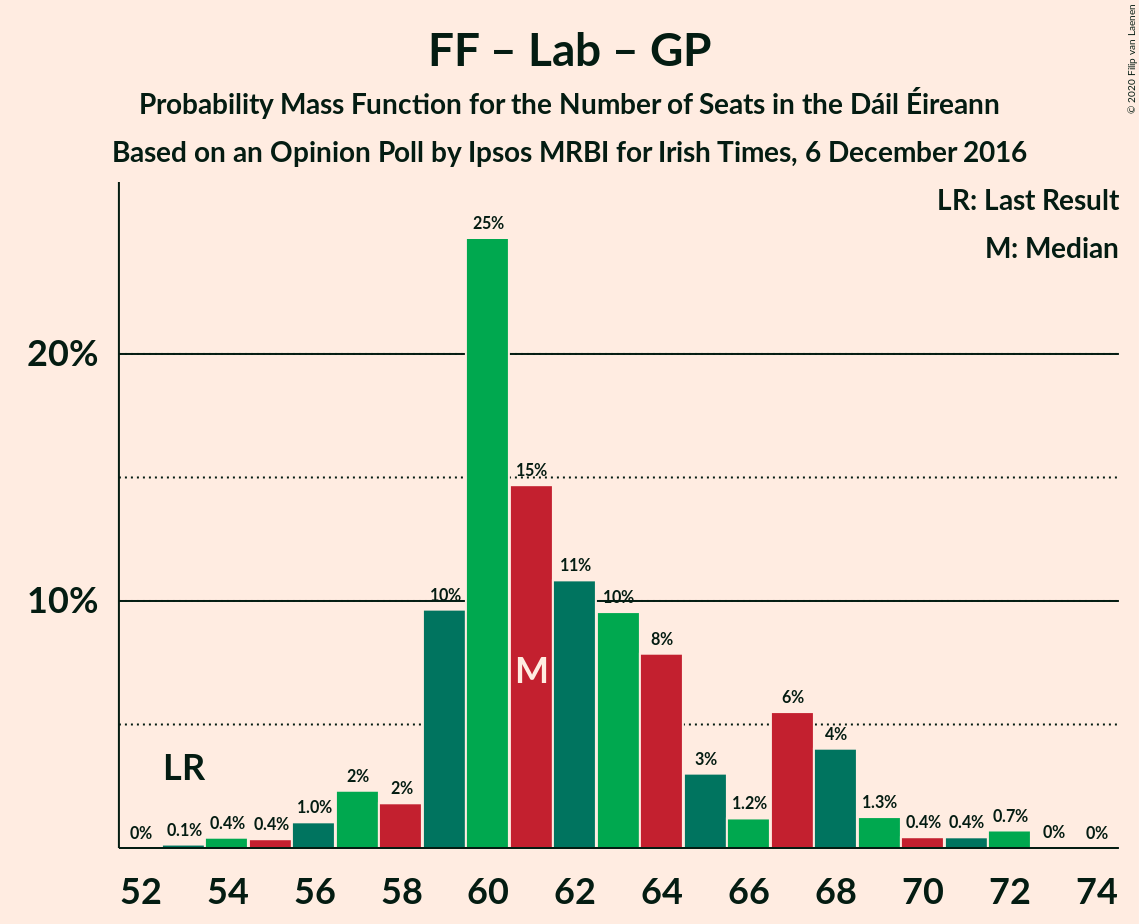 FF – Lab – GP
Probability Mass Function for the Number of Seats in the Dáil Éireann
Based on an Opinion Poll by Ipsos MRBI for Irish Times, 6 December 2016
© 2020 Filip van Laenen
LR: Last Result
M: Median
20%
10%
LR
M
0%
0.1%
0.4%
0.4%
1.0%
2%
2%
10%
25%
15%
11%
10%
8%
3%
1.2%
6%
4%
1.3%
0.4%
0.4%
0.7%
0%
0%
52 54 56 58 60 62 64 66 68 70 72 74